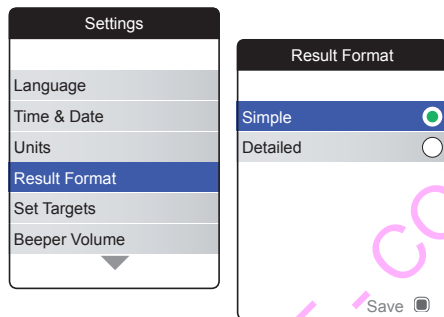 Settings
Language
Time & Date
Units
Result Format
Set Targets
Beeper Volume
Result Format
Simple
Detailed
Save